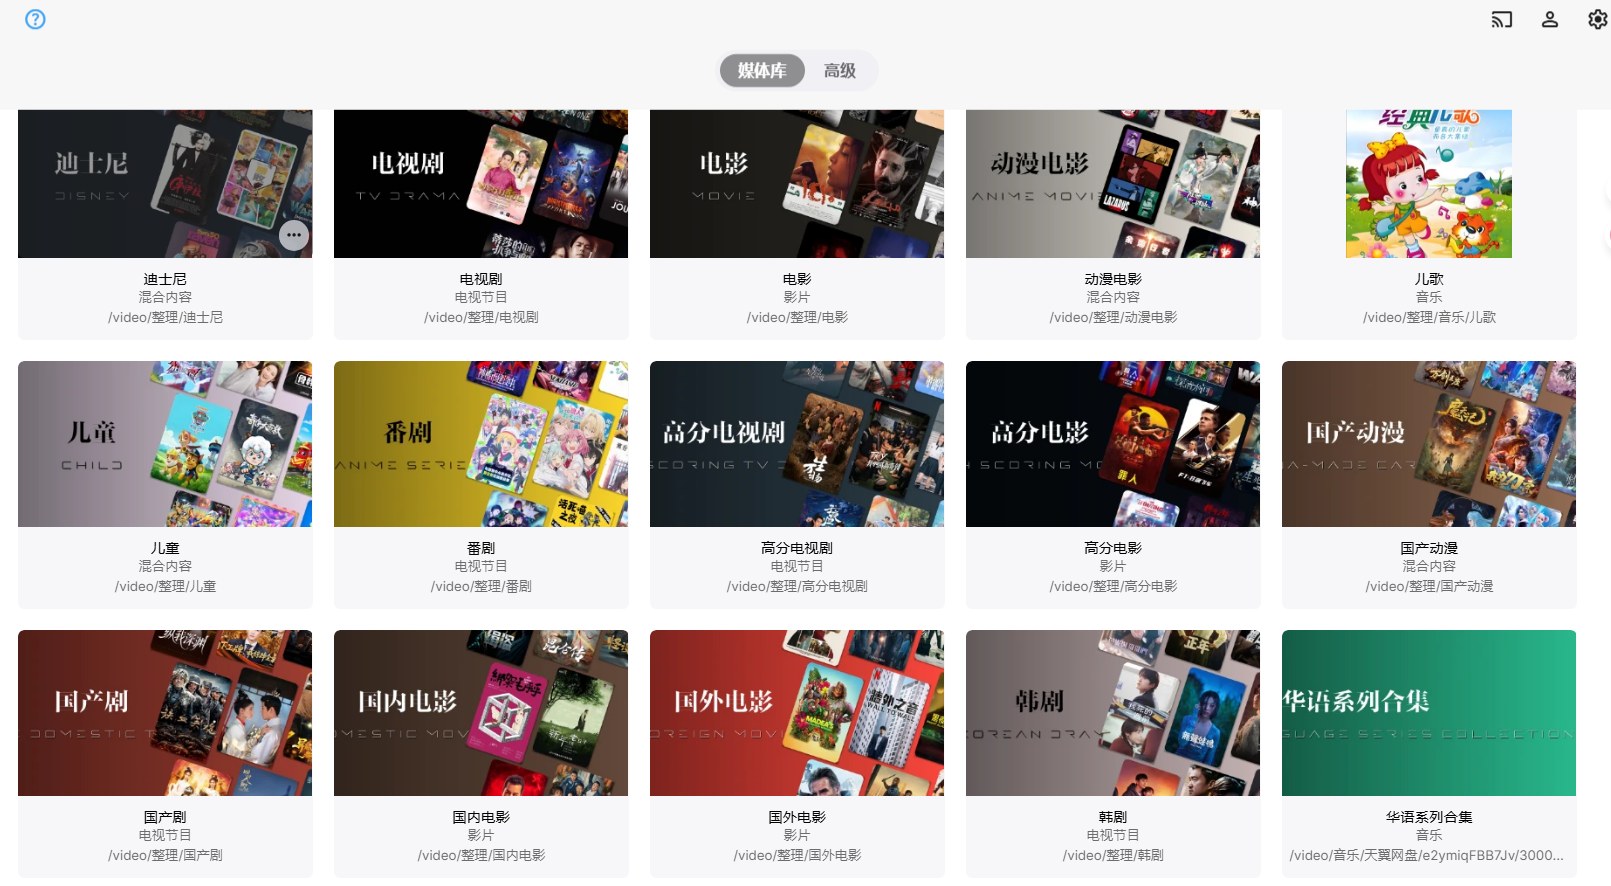 媒体库
高级
迪士尼
DISNEY
电视剧
TV DRAMA
电影
MOVIE
动漫电影
ANIME MOVIE
LAZARUS
经典儿歌
迪士尼
混合内容
/video/整理/迪士尼
电视剧
电视节目
/video/整理/电视剧
电影
影片
/video/整理/电影
动漫电影
混合内容
/video/整理/动漫电影
儿歌
音乐
/video/整理/音乐/儿歌
儿童
CHILD
番剧
ANIME SERIE
高分电视剧
SCORING TV D
高分电影
H SCORING MO
罪人
国产动漫
A-MADE CAR
儿童
混合内容
/video/整理/儿童
番剧
电视节目
/video/整理/番剧
高分电视剧
电视节目
/video/整理/高分电视剧
高分电影
影片
/video/整理/高分电影
国产动漫
混合内容
/video/整理/国产动漫
国产剧
DOMESTIC T
国内电影
OMESTIC MOV
国外电影
OREIGN MOVI
墙外之音
WALL TO WALL
韩剧
OREAN DRAM
华语系列合集
GUAGE SERIES COLLECTION
国产剧
电视节目
/video/整理/国产剧
国内电影
影片
/video/整理/国内电影
国外电影
影片
/video/整理/国外电影
韩剧
电视节目
/video/整理/韩剧
华语系列合集
音乐
/video/音乐/天翼网盘/e2ymiqFBB7Jv/3000...